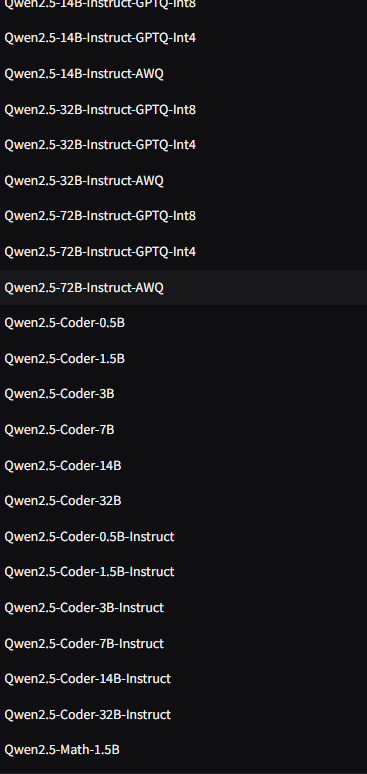 Qwen2.5-14B-Instruct-GPTQ-Int8
Qwen2.5-14B-Instruct-GPTQ-Int4
Qwen2.5-14B-Instruct-AWQ
Qwen2.5-32B-Instruct-GPTQ-Int8
Qwen2.5-32B-Instruct-GPTQ-Int4
Qwen2.5-32B-Instruct-AWQ
Qwen2.5-72B-Instruct-GPTQ-Int8
Qwen2.5-72B-Instruct-GPTQ-Int4
Qwen2.5-72B-Instruct-AWQ
Qwen2.5-Coder-0.5B
Qwen2.5-Coder-1.5B
Qwen2.5-Coder-3B
Qwen2.5-Coder-7B
Qwen2.5-Coder-14B
Qwen2.5-Coder-32B
Qwen2.5-Coder-0.5B-Instruct
Qwen2.5-Coder-1.5B-Instruct
Qwen2.5-Coder-3B-Instruct
Qwen2.5-Coder-7B-Instruct
Qwen2.5-Coder-14B-Instruct
Qwen2.5-Coder-32B-Instruct
Qwen2.5-Math-1.5B